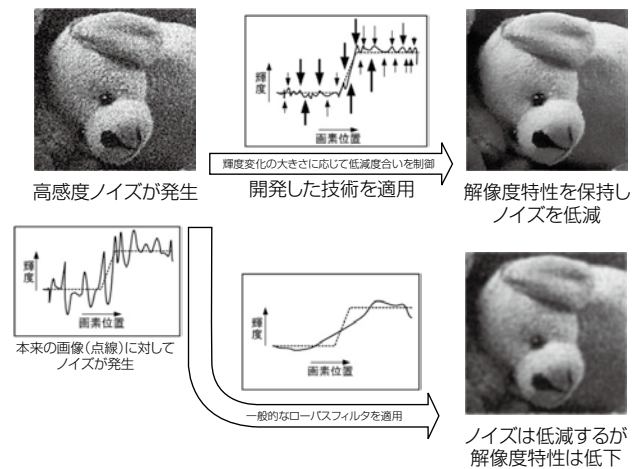 輝度
画素位置
輝度変化の大きさに応じて低減度合いを制御
高感度ノイズが発生
開発した技術を適用
解像度特性を保持し
ノイズを低減
輝度
画素位置
本来の画像（点線）に対して
ノイズが発生
輝度
画素位置
一般的なローパスフィルタを適用
ノイズは低減するが
解像度特性は低下